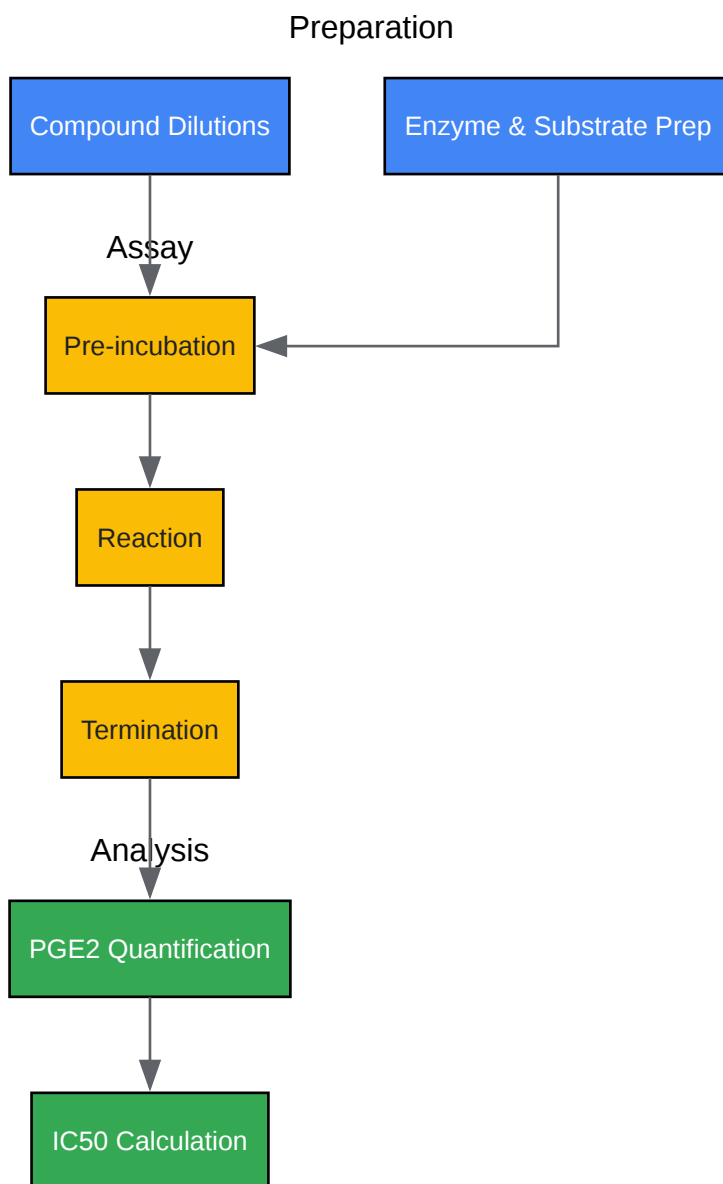 Preparation
Compound Dilutions
Enzyme & Substrate Prep
Assay
Pre-incubation
Reaction
Termination
Analysis
PGE2 Quantification
IC50 Calculation